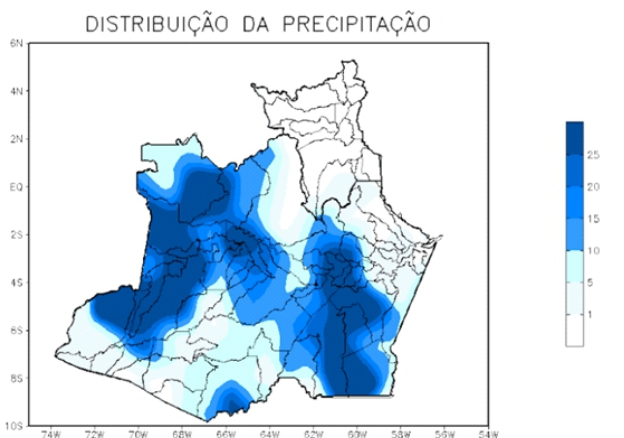 DISTRIBUIÇÃO DA PRECIPITAÇÃO
6N
4N
2N
EQ
2S
4S
6S
8S
10S
74W 72W 70W 68W 66W 64W 62W 60W 58W 56W 54W
25
20
15
10
5
1